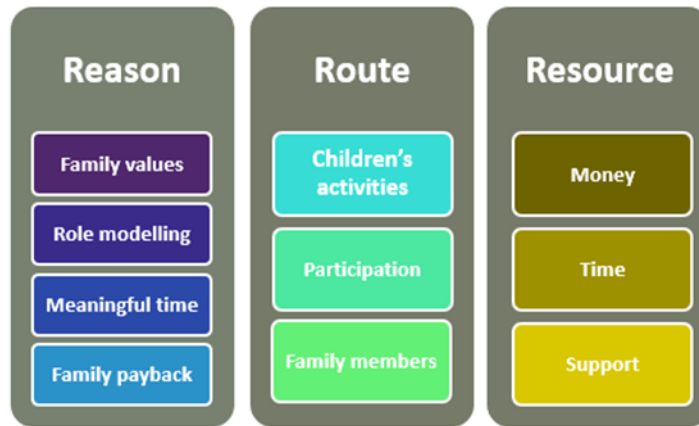 Reason
Family values
Role modelling
Meaningful time
Family payback
Route
Children's
activities
Participation
Family members
Resource
Money
Time
Support